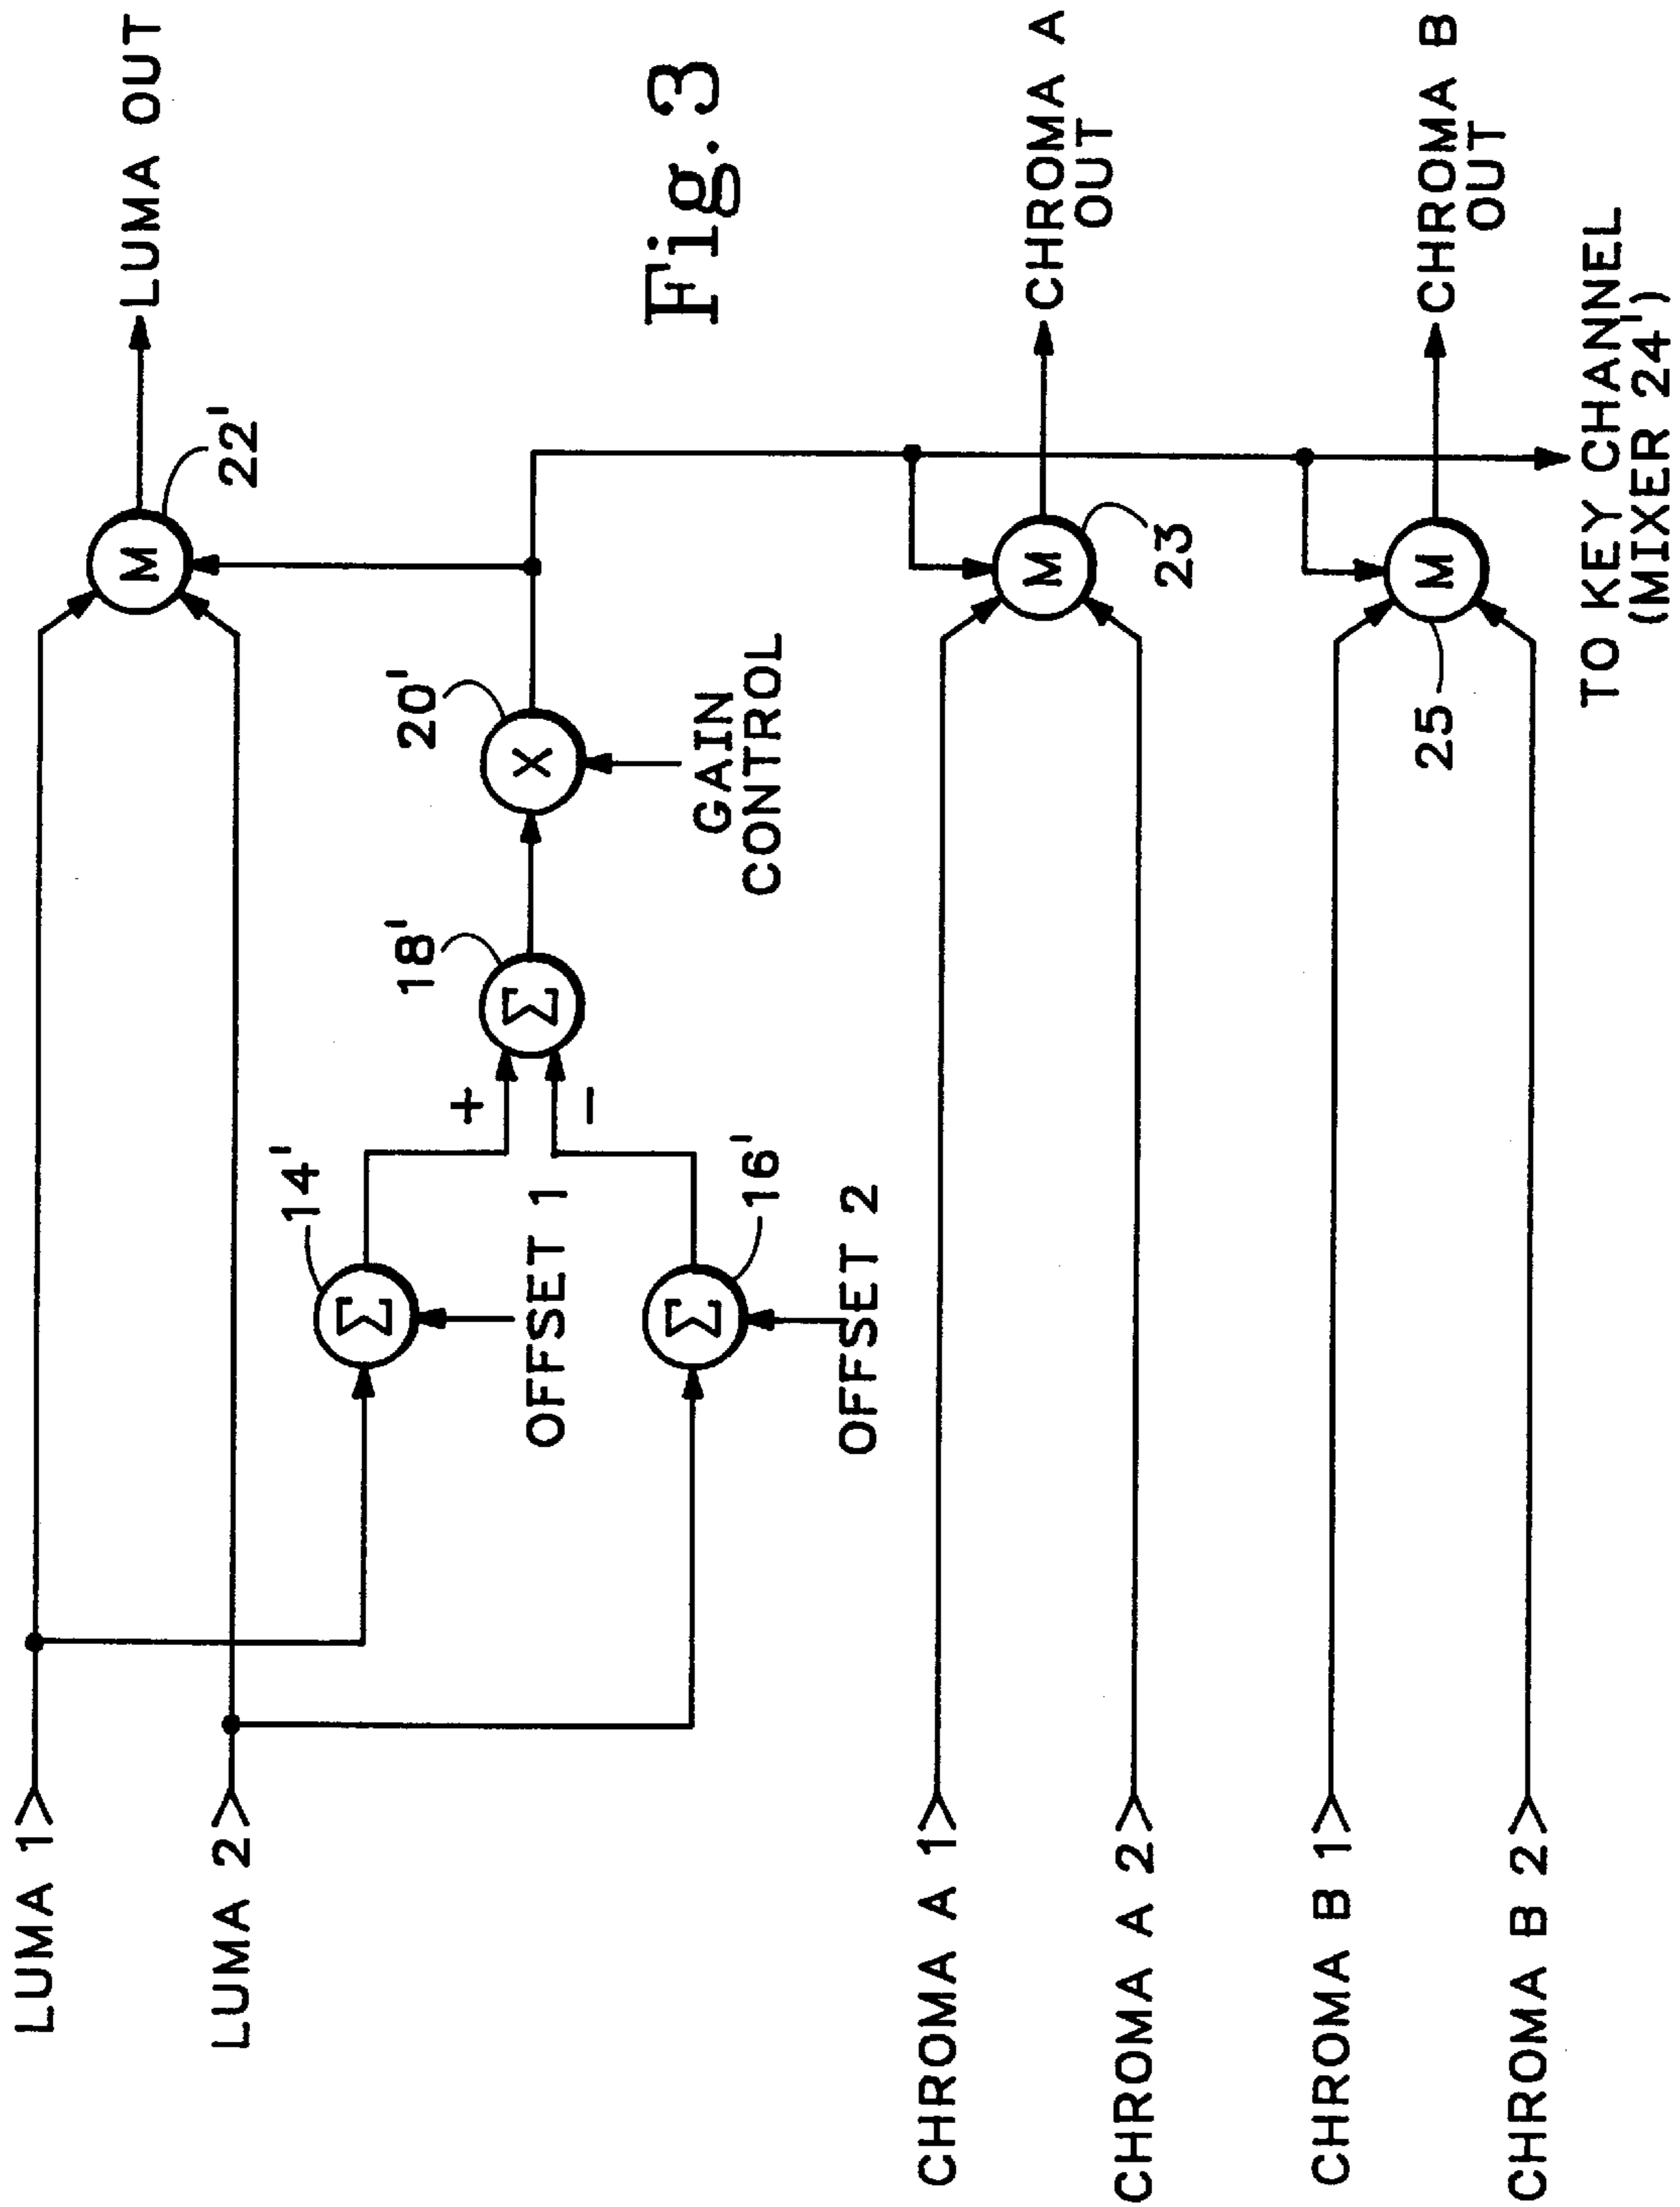 LUMA 1
LUMA OUT
M
22'
LUMA 2
14'
Σ
OFFSET 1
+
−
18'
Σ
20'
X
GAIN
CONTROL
Fig. 3
16'
Σ
OFFSET 2
CHROMA A 1
M
23
CHROMA A
OUT
CHROMA A 2
CHROMA B 1
M
25
CHROMA B
OUT
CHROMA B 2
TO KEY CHANNEL
(MIXER 24')